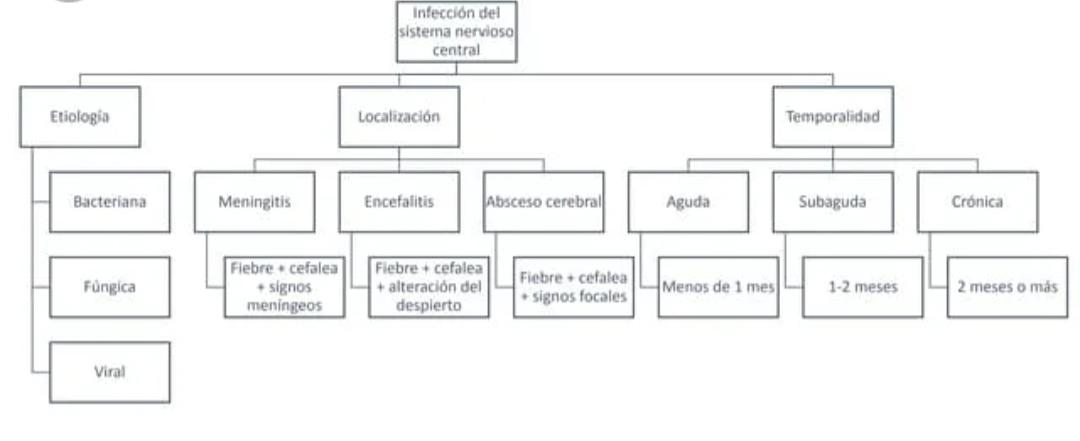 Infección del
sistema nervioso
central
Etiología
Localización
Temporalidad
Bacteriana
Meningitis
Encefalitis
Absceso cerebral
Aguda
Subaguda
Crónica
Fúngica
Fiebre + cefalea
+ signos
meníngeos
Fiebre + cefalea
+ alteración del
despierto
Fiebre + cefalea
+ signos focales
Menos de 1 mes
1-2 meses
2 meses o más
Viral